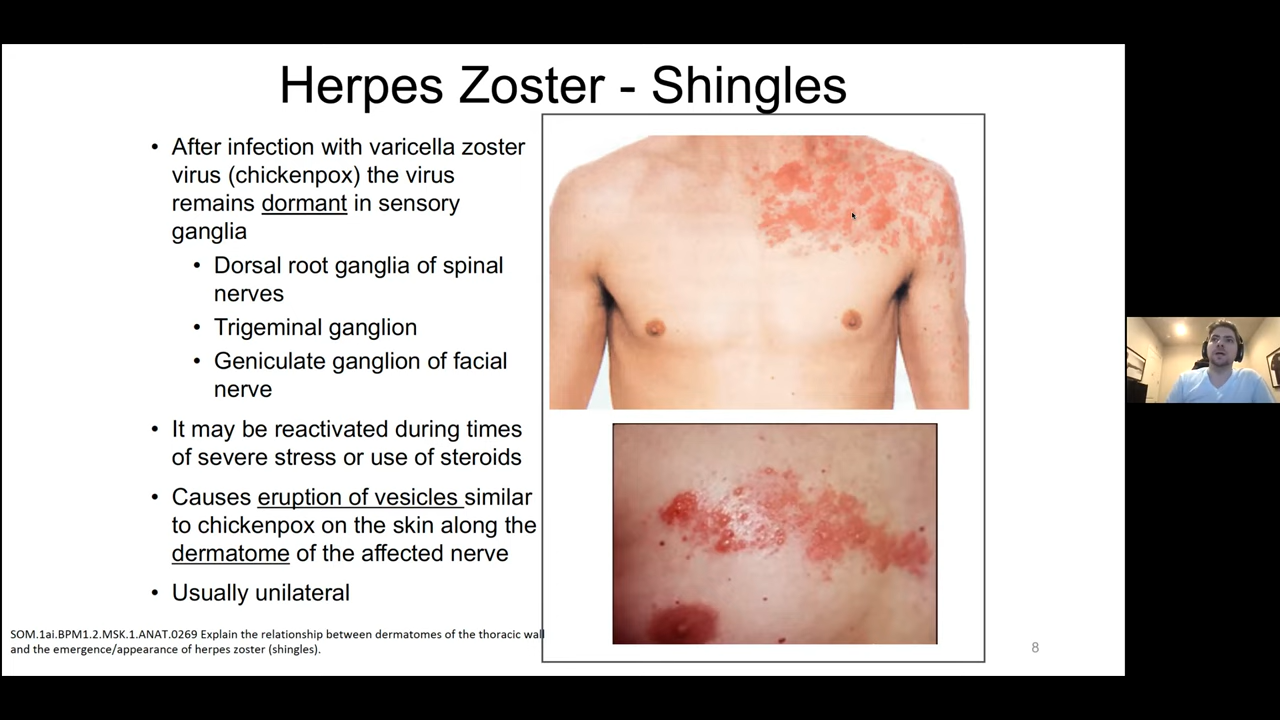 Herpes Zoster - Shingles
• After infection with varicella zoster
virus (chickenpox) the virus
remains dormant in sensory
ganglia
• Dorsal root ganglia of spinal
nerves
• Trigeminal ganglion
• Geniculate ganglion of facial
nerve
• It may be reactivated during times
of severe stress or use of steroids
• Causes eruption of vesicles similar
to chickenpox on the skin along the
dermatome of the affected nerve
• Usually unilateral
SOM.1ai.BPM1.2.MSK.1.ANAT.0269 Explain the relationship between dermatomes of the thoracic wall
and the emergence/appearance of herpes zoster (shingles).
8